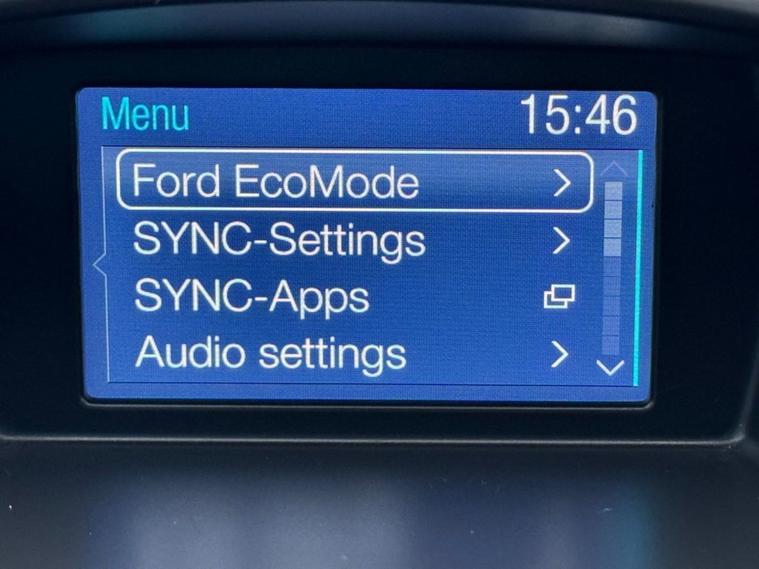 Menu 15:46
Ford EcoMode
SYNC-Settings
SYNC-Apps
Audio settings